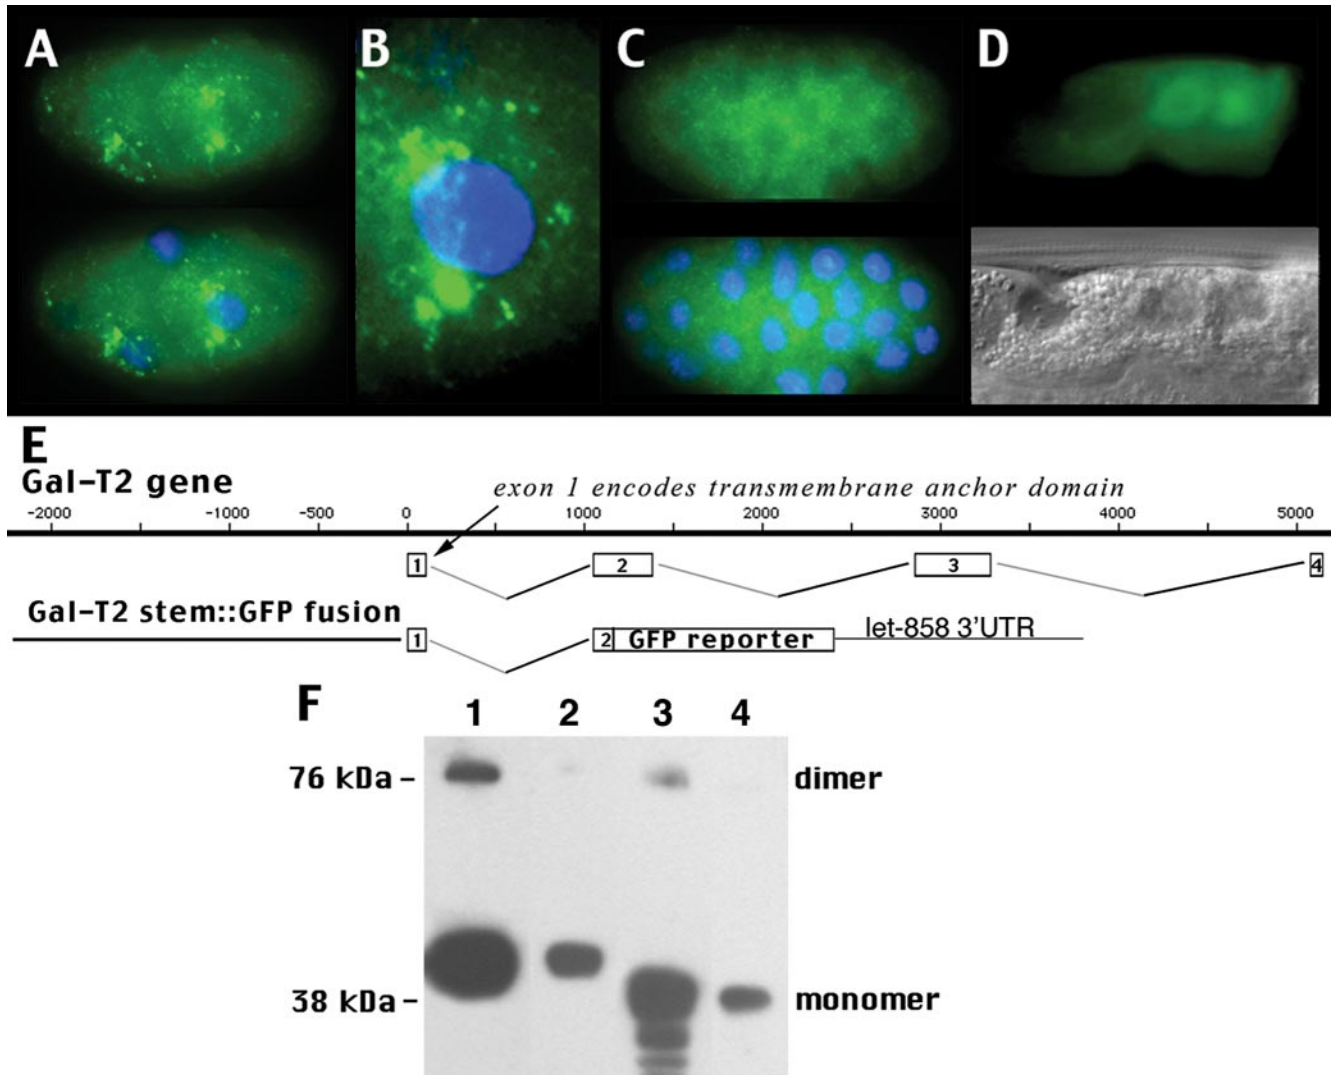 A
B
C
D
E
Gal-T2 gene
exon 1 encodes transmembrane anchor domain
-2000 -1000 -500 0 1000 2000 3000 4000 5000
1 2 3 4
Gal-T2 stem::GFP fusion
1 2 GFP reporter let-858 3'UTR
F
1 2 3 4
76 kDa dimer
38 kDa monomer